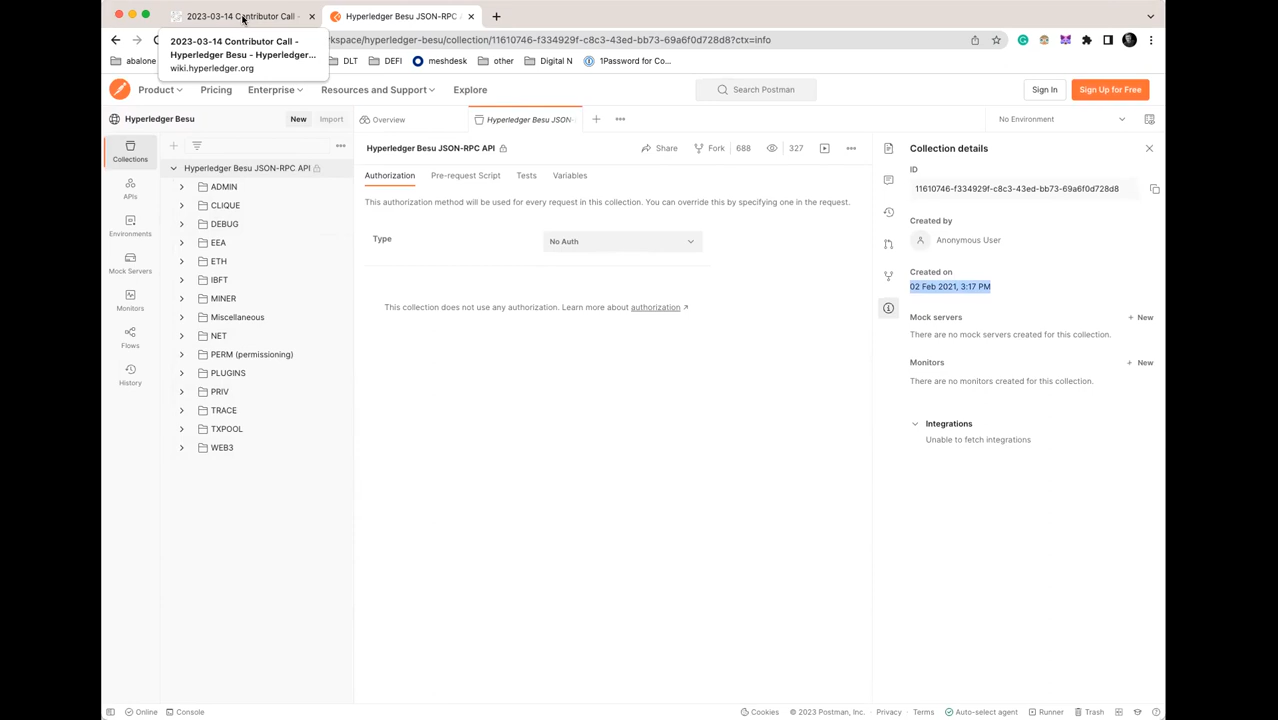 2023-03-14 Contributor Call -
Hyperledger Besu JSON-RPC
2023-03-14 Contributor Call -
Hyperledger Besu - Hyperledger...
wiki.hyperledger.org
kspace/hyperledger-besu/collection/11610746-f334929f-c8c3-43ed-bb73-69a6f0d728d8?ctx=info
abalone
DLT
DEFI
meshdesk
other
Digital N
1Password for Co...
Product
Pricing
Enterprise
Resources and Support
Explore
Search Postman
Sign In
Sign Up for Free
Hyperledger Besu
New
Import
Overview
Hyperledger Besu JSON-
No Environment
Collections
APIs
Environments
Mock Servers
Monitors
Flows
History
Hyperledger Besu JSON-RPC API
ADMIN
CLIQUE
DEBUG
EEA
ETH
IBFT
MINER
Miscellaneous
NET
PERM (permissioning)
PLUGINS
PRIV
TRACE
TXPOOL
WEB3
Hyperledger Besu JSON-RPC API
Share
Fork
688
327
Authorization
Pre-request Script
Tests
Variables
This authorization method will be used for every request in this collection. You can override this by specifying one in the request.
Type
No Auth
This collection does not use any authorization. Learn more about authorization ↗
Collection details
ID
11610746-f334929f-c8c3-43ed-bb73-69a6f0d728d8
Created by
Anonymous User
Created on
02 Feb 2021, 3:17 PM
Mock servers
+ New
There are no mock servers created for this collection.
Monitors
+ New
There are no monitors created for this collection.
Integrations
Unable to fetch integrations
Online
Console
Cookies
© 2023 Postman, Inc.
Privacy
Terms
Auto-select agent
Runner
Trash